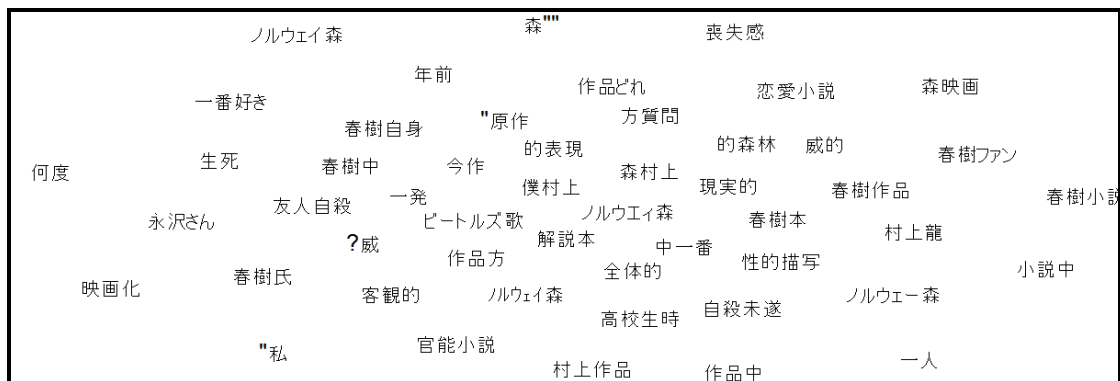 ノルウェイ森
森""
喪失感
年前
作品どれ
恋愛小説
森映画
一番好き
春樹自身
"原作
方質問
的表現
的森林
威的
春樹ファン
何度
生死
春樹中
今作
森村上
僕村上
現実的
春樹作品
春樹小説
友人自殺
一発
永沢さん
ビートルズ歌
ノルウエィ森
春樹本
村上龍
?威
解説本
中一番
作品方
全体的
性的描写
小説中
春樹氏
映画化
客観的
ノルウェイ森
自殺未遂
ノルウェー森
高校生時
"私
官能小説
村上作品
作品中
一人